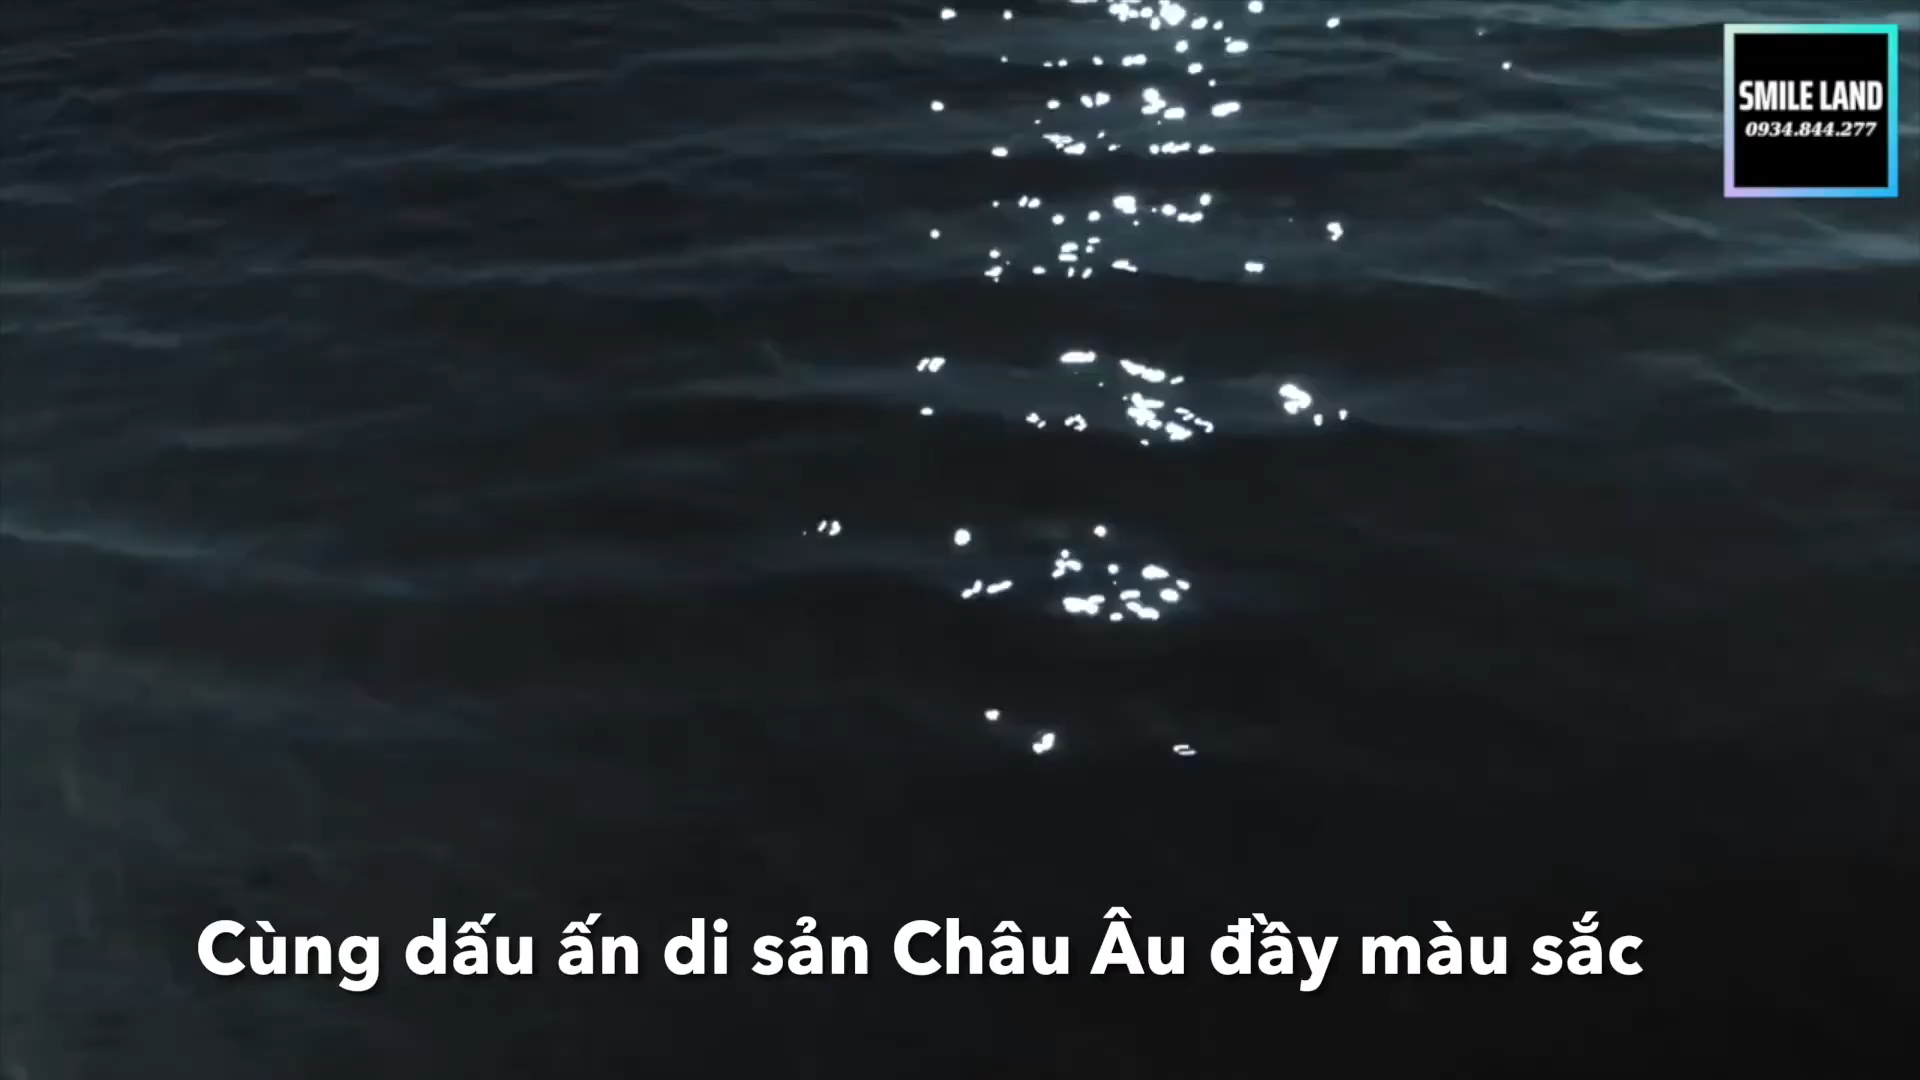 SMILE LAND
0934.844.277
Cùng dấu ấn di sản Châu Âu đầy màu sắc